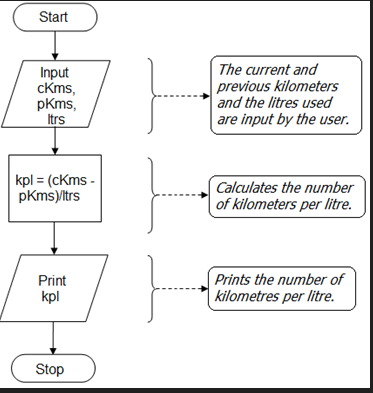 Start
Input
cKms,
pKms,
ltrs
The current and
previous kilometers
and the litres used
are input by the user.
kpl = (cKms -
pKms)/ltrs
Calculates the number
of kilometers per litre.
Print
kpl
Prints the number of
kilometres per litre.
Stop